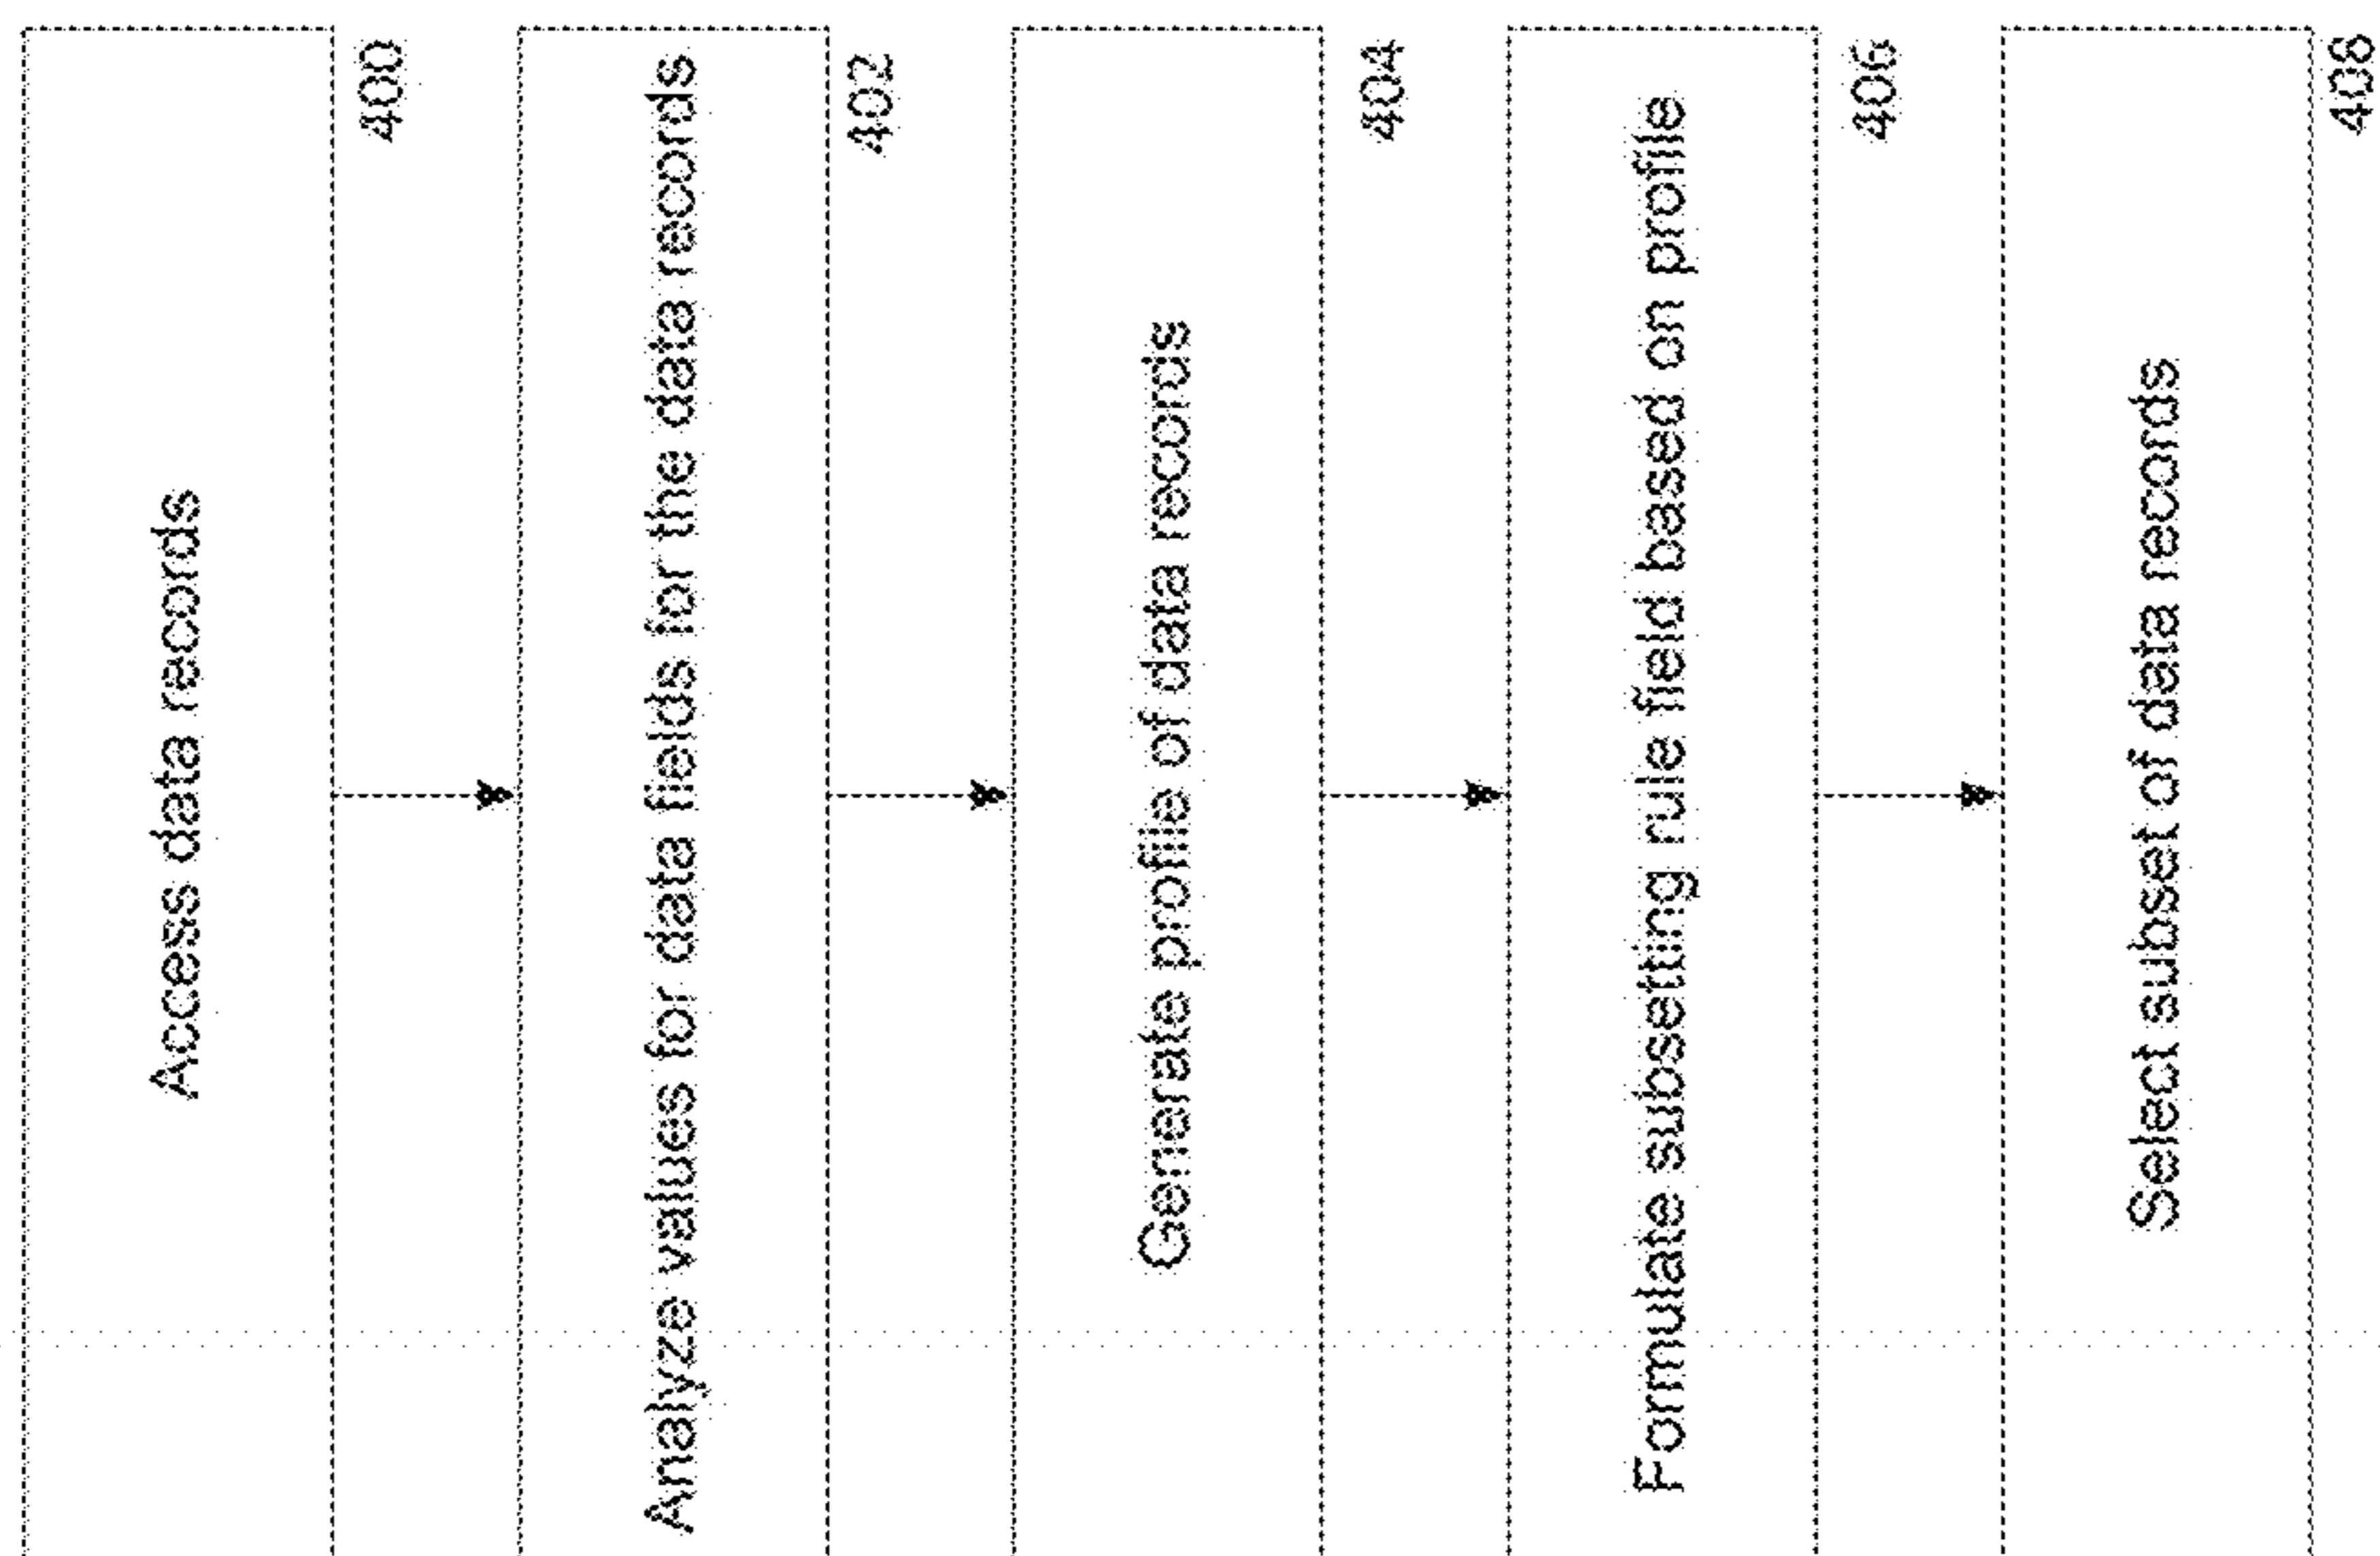 Access data records
400
Analyze values for data fields for the data records
402
Generate profile of data records
404
Formulate subsetting rule field based on profile
406
Select subset of data records
408